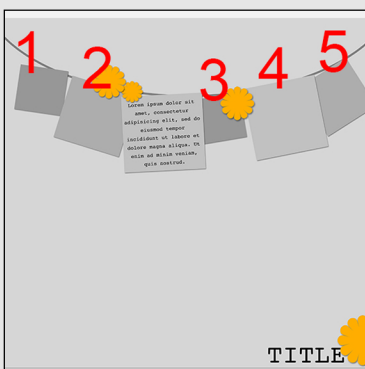 1
2
3
4
5
Lorem ipsum dolor sit
amet, consectetur
adipisicing elit, sed do
eiusmod tempor
incididunt ut labore et
dolore magna aliqua. Ut
enim ad minim veniam,
quis nostrud.
TITLE